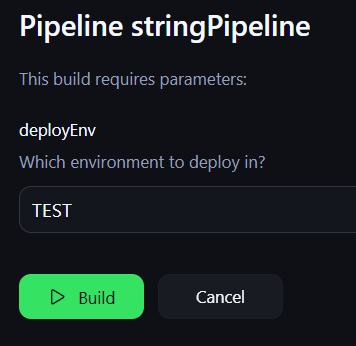 Pipeline stringPipeline
This build requires parameters:
deployEnv
Which environment to deploy in?
TEST
Build
Cancel